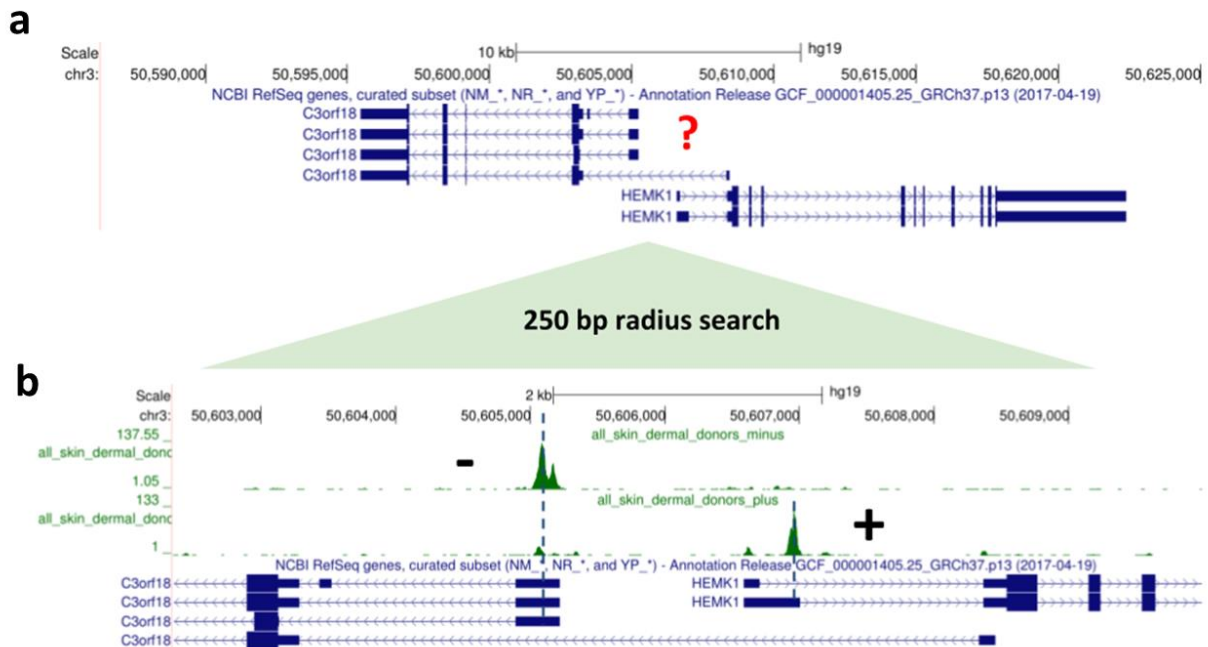 a
Scale 10 kb hg19
chr3: 50,590,000 50,595,000 50,600,000 50,605,000 50,610,000 50,615,000 50,620,000 50,625,000
NCBI RefSeq genes, curated subset (NM_*, NR_*, and YP_*) - Annotation Release GCF_000001405.25_GRCh37.p13 (2017-04-19)
C3orf18
C3orf18 ?
C3orf18
C3orf18
HEMK1
HEMK1
250 bp radius search
b
Scale 2 kb hg19
chr3: 50,603,000 50,604,000 50,605,000 50,606,000 50,607,000 50,608,000 50,609,000
137.55 _ all_skin_dermal_donors_minus
all_skin_dermal_dono -
1.05 _
133 _ all_skin_dermal_donors_plus
all_skin_dermal_dono +
1 _
NCBI RefSeq genes, curated subset (NM_*, NR_*, and YP_*) - Annotation Release GCF_000001405.25_GRCh37.p13 (2017-04-19)
C3orf18 HEMK1
C3orf18 HEMK1
C3orf18
C3orf18